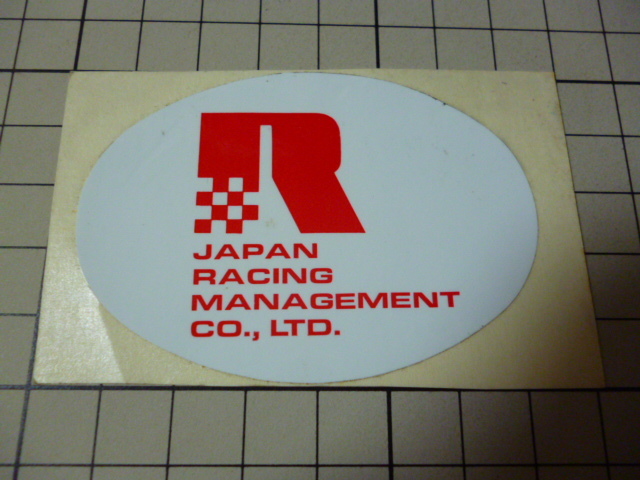 R
JAPAN
RACING
MANAGEMENT
CO., LTD.